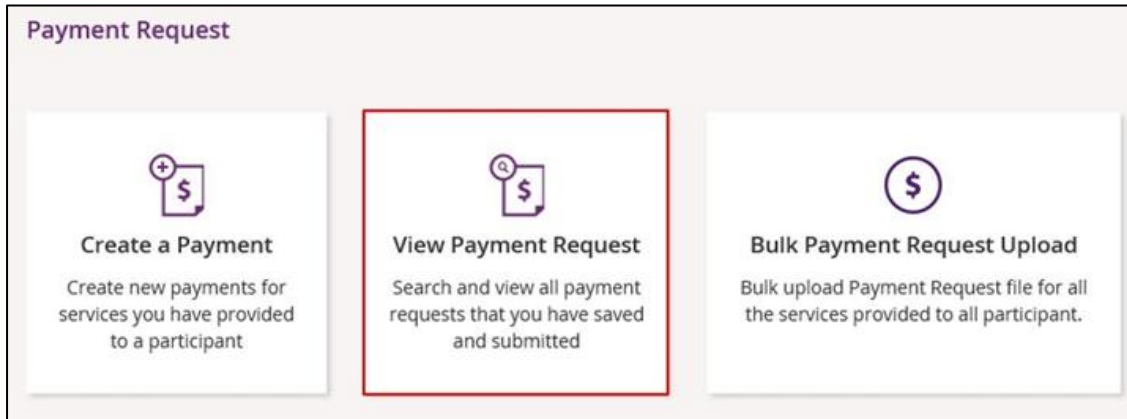 Payment Request
Create a Payment
Create new payments for
services you have provided
to a participant
View Payment Request
Search and view all payment
requests that you have saved
and submitted
Bulk Payment Request Upload
Bulk upload Payment Request file for all
the services provided to all participant.